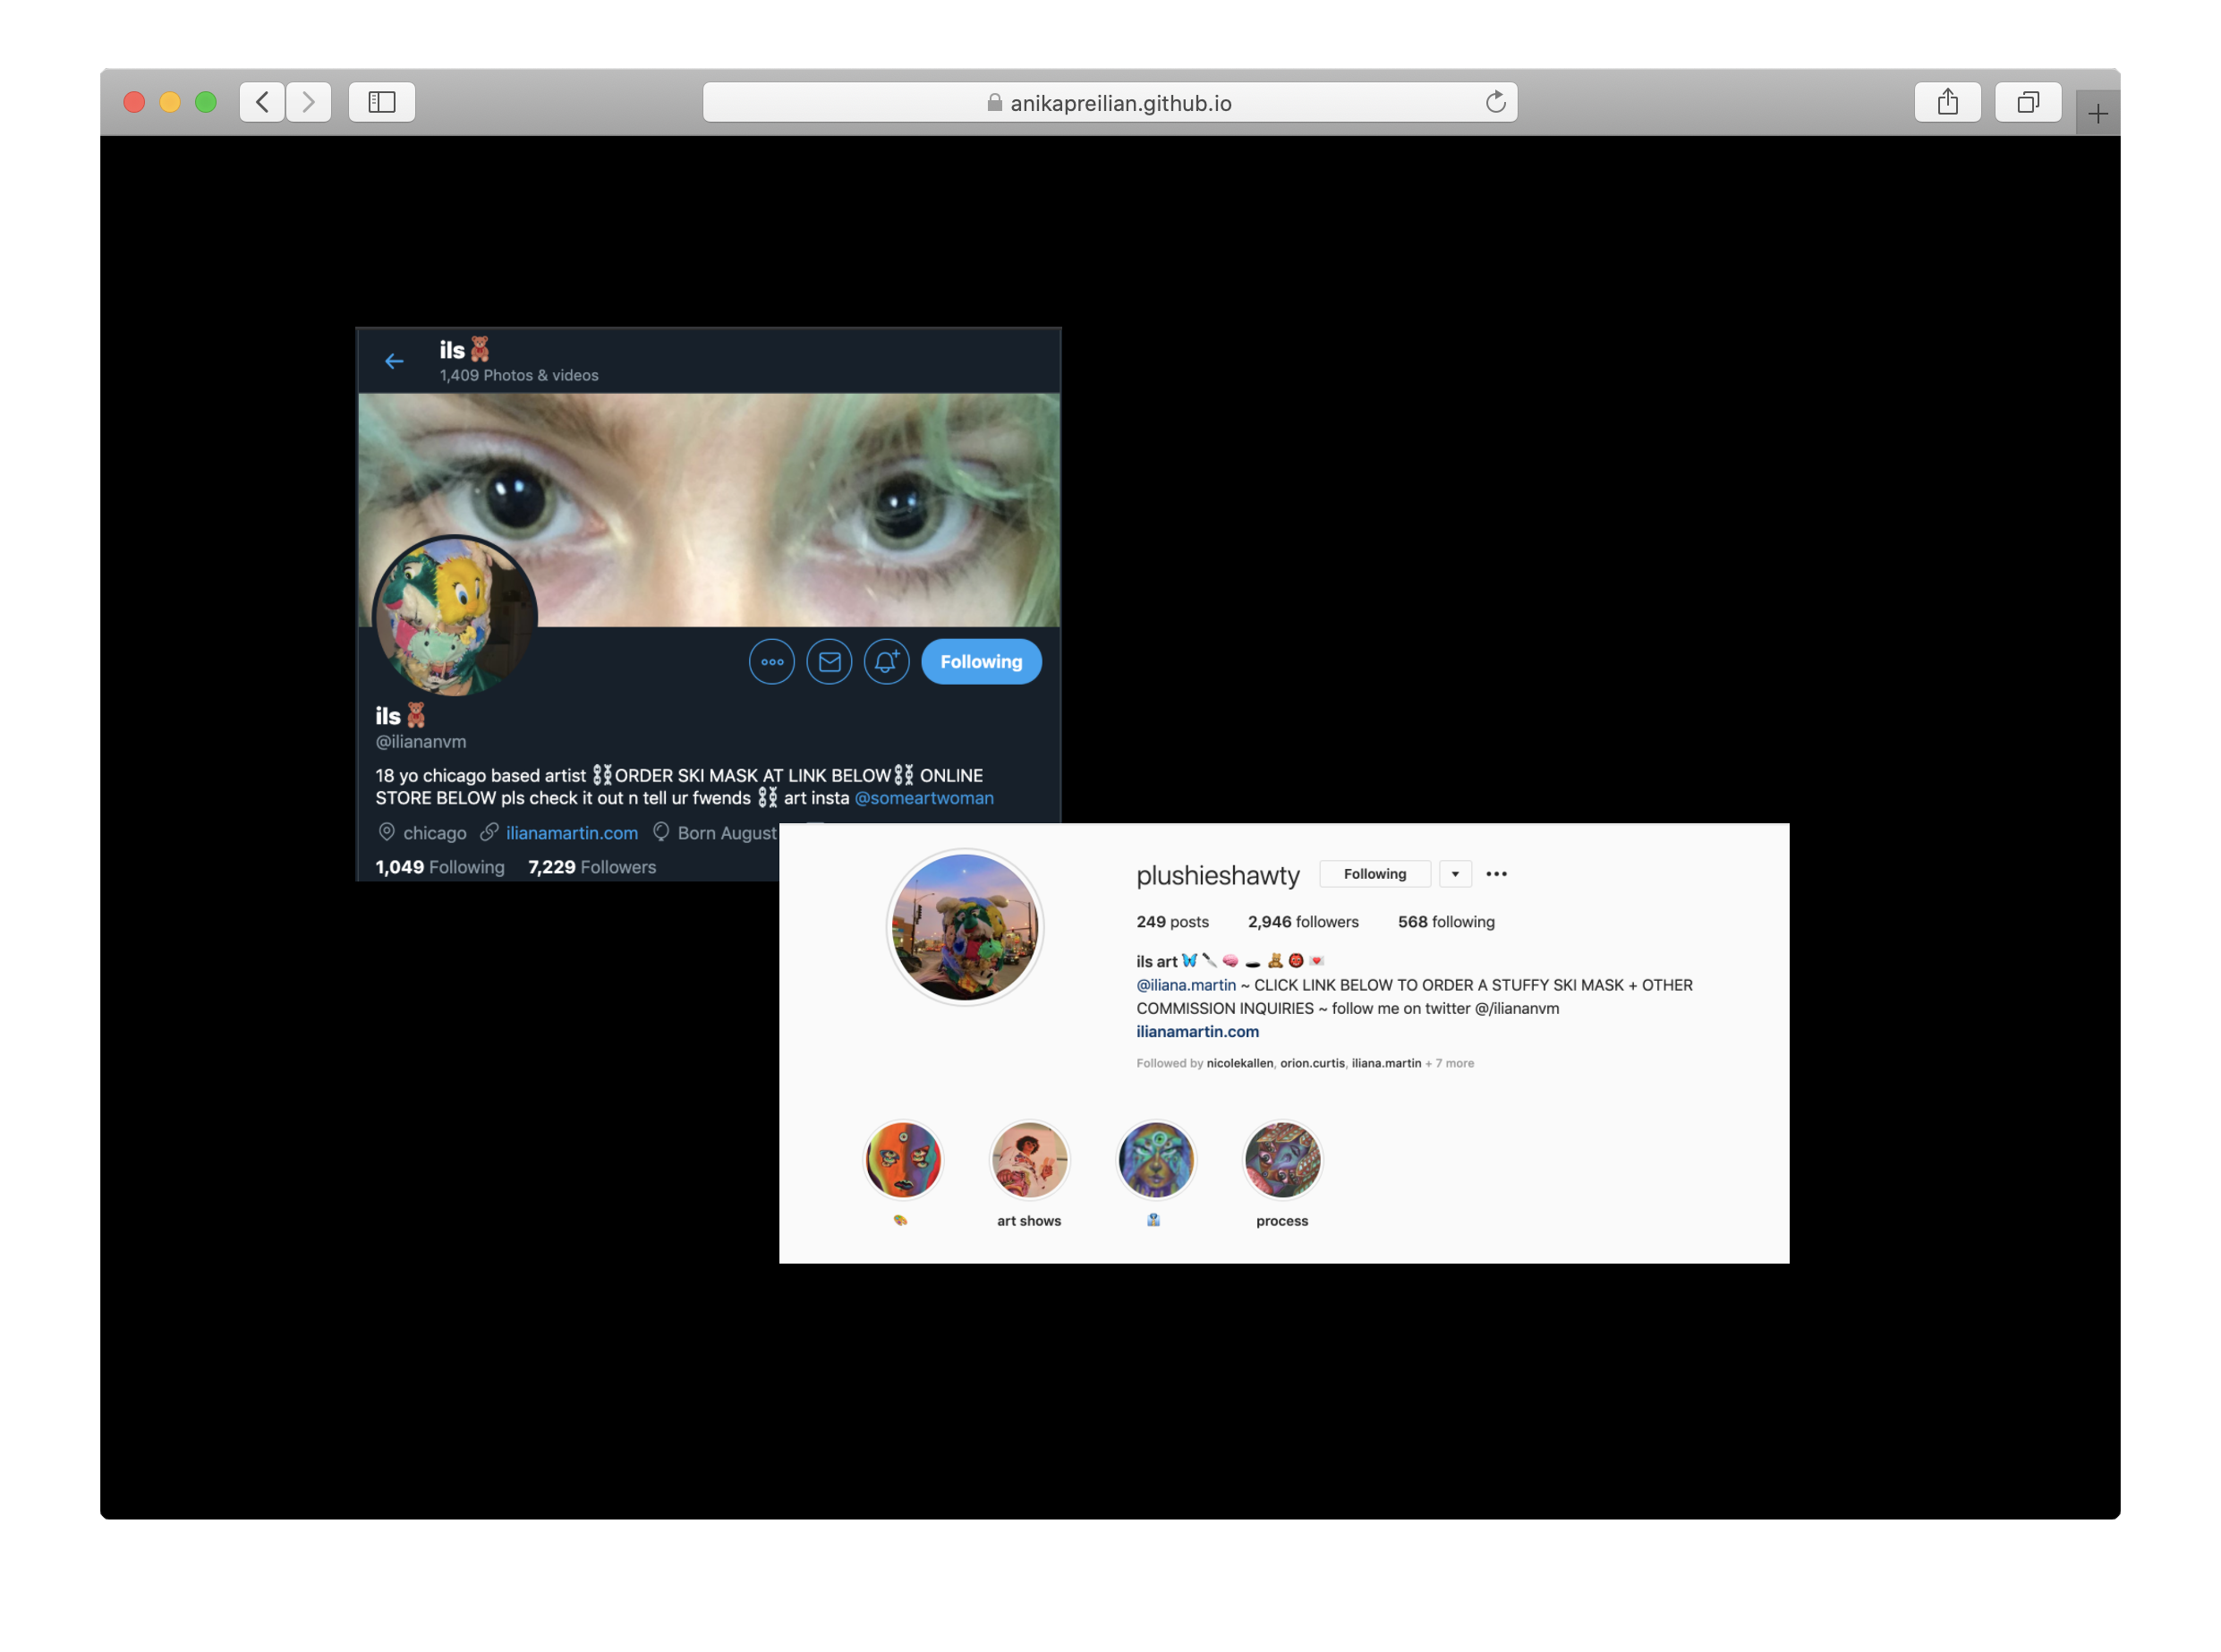 anikapreilian.github.io
ils🧸
1,409 Photos & videos
Following
ils🧸
@iliananvm
18 yo chicago based artist ⛓⛓ORDER SKI MASK AT LINK BELOW⛓⛓ ONLINE
STORE BELOW pls check it out n tell ur fwends ⛓⛓ art insta @someartwoman
chicago ilianamartin.com Born August
1,049 Following 7,229 Followers
plushieshawty Following
249 posts 2,946 followers 568 following
ils art 🦋🔪🧠🕳🧸👹💌
@iliana.martin ~ CLICK LINK BELOW TO ORDER A STUFFY SKI MASK + OTHER
COMMISSION INQUIRIES ~ follow me on twitter @/iliananvm
ilianamartin.com
Followed by nicolekallen, orion.curtis, iliana.martin + 7 more
art shows process